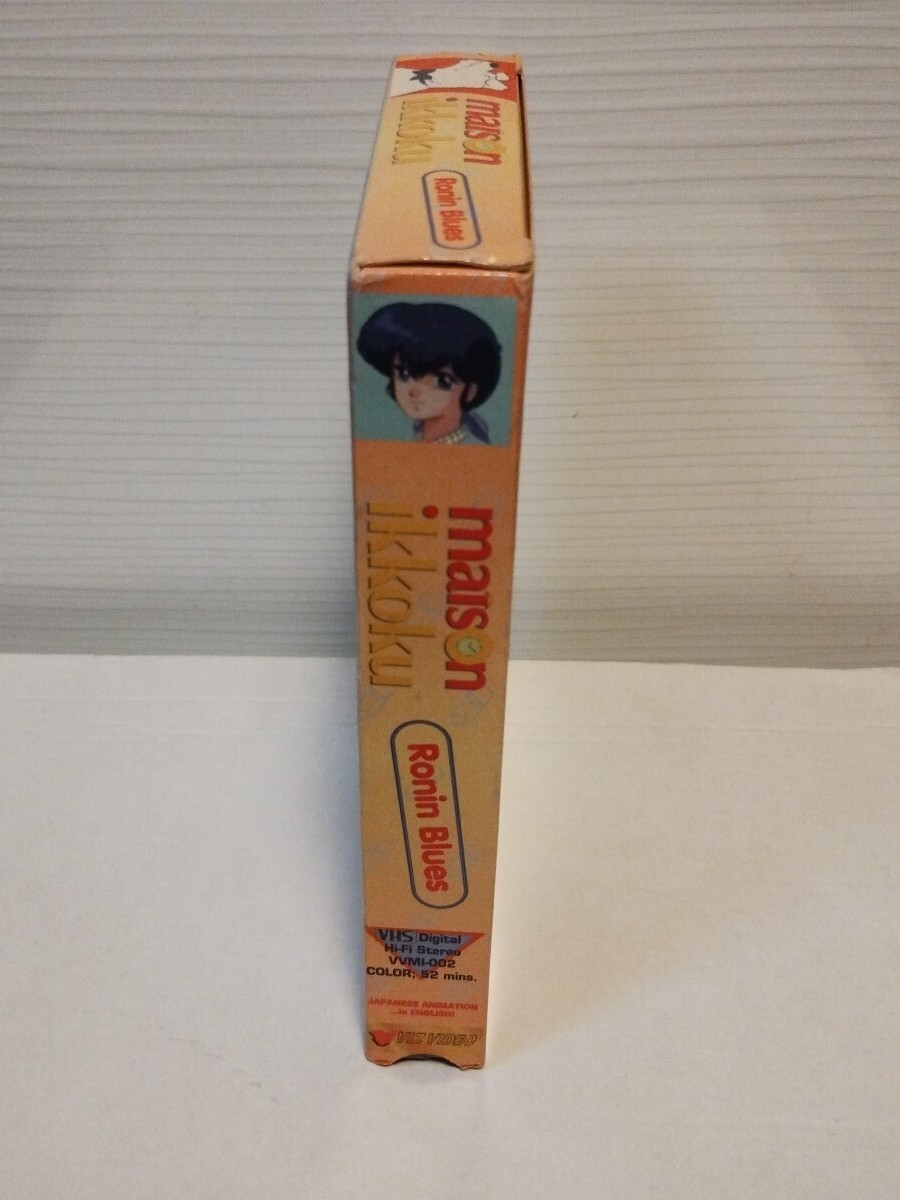 maison
ikkoku
Ronin Blues
maison
ikkoku
Ronin Blues
VHS Digital
Hi-Fi Stereo
VVMI-002
COLOR; 52 mins.
JAPANESE ANIMATION
...in ENGLISH!
VIZ VIDEO